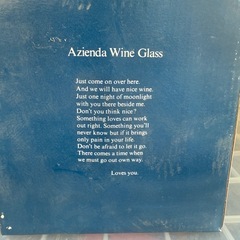 Azienda Wine Glass
Just come on over here.
And we will have nice wine.
Just one night of moonlight
with you there beside me.
Don't you think nice?
Something loves can work
out right. Something you'll
never know but if it brings
only pain in your life.
Don't be afraid to let it go.
There comes a time when
we must go out own way.
Loves you.